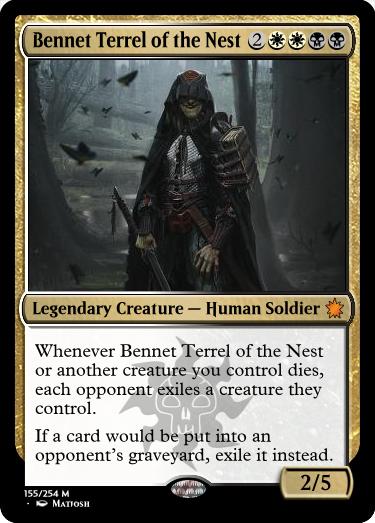 Bennet Terrel of the Nest 2
Legendary Creature — Human Soldier
Whenever Bennet Terrel of the Nest
or another creature you control dies,
each opponent exiles a creature they
control.
If a card would be put into an
opponent's graveyard, exile it instead.
2/5
155/254 M
· Matiosh